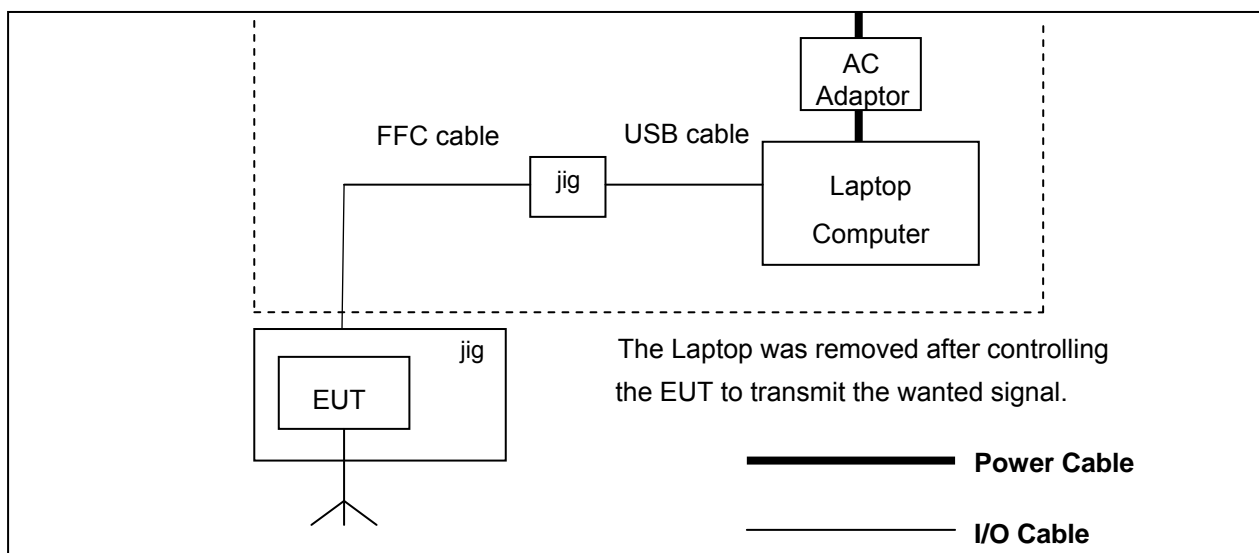 AC
Adaptor
FFC cable
USB cable
jig
Laptop
Computer
jig
EUT
The Laptop was removed after controlling
the EUT to transmit the wanted signal.
Power Cable
I/O Cable